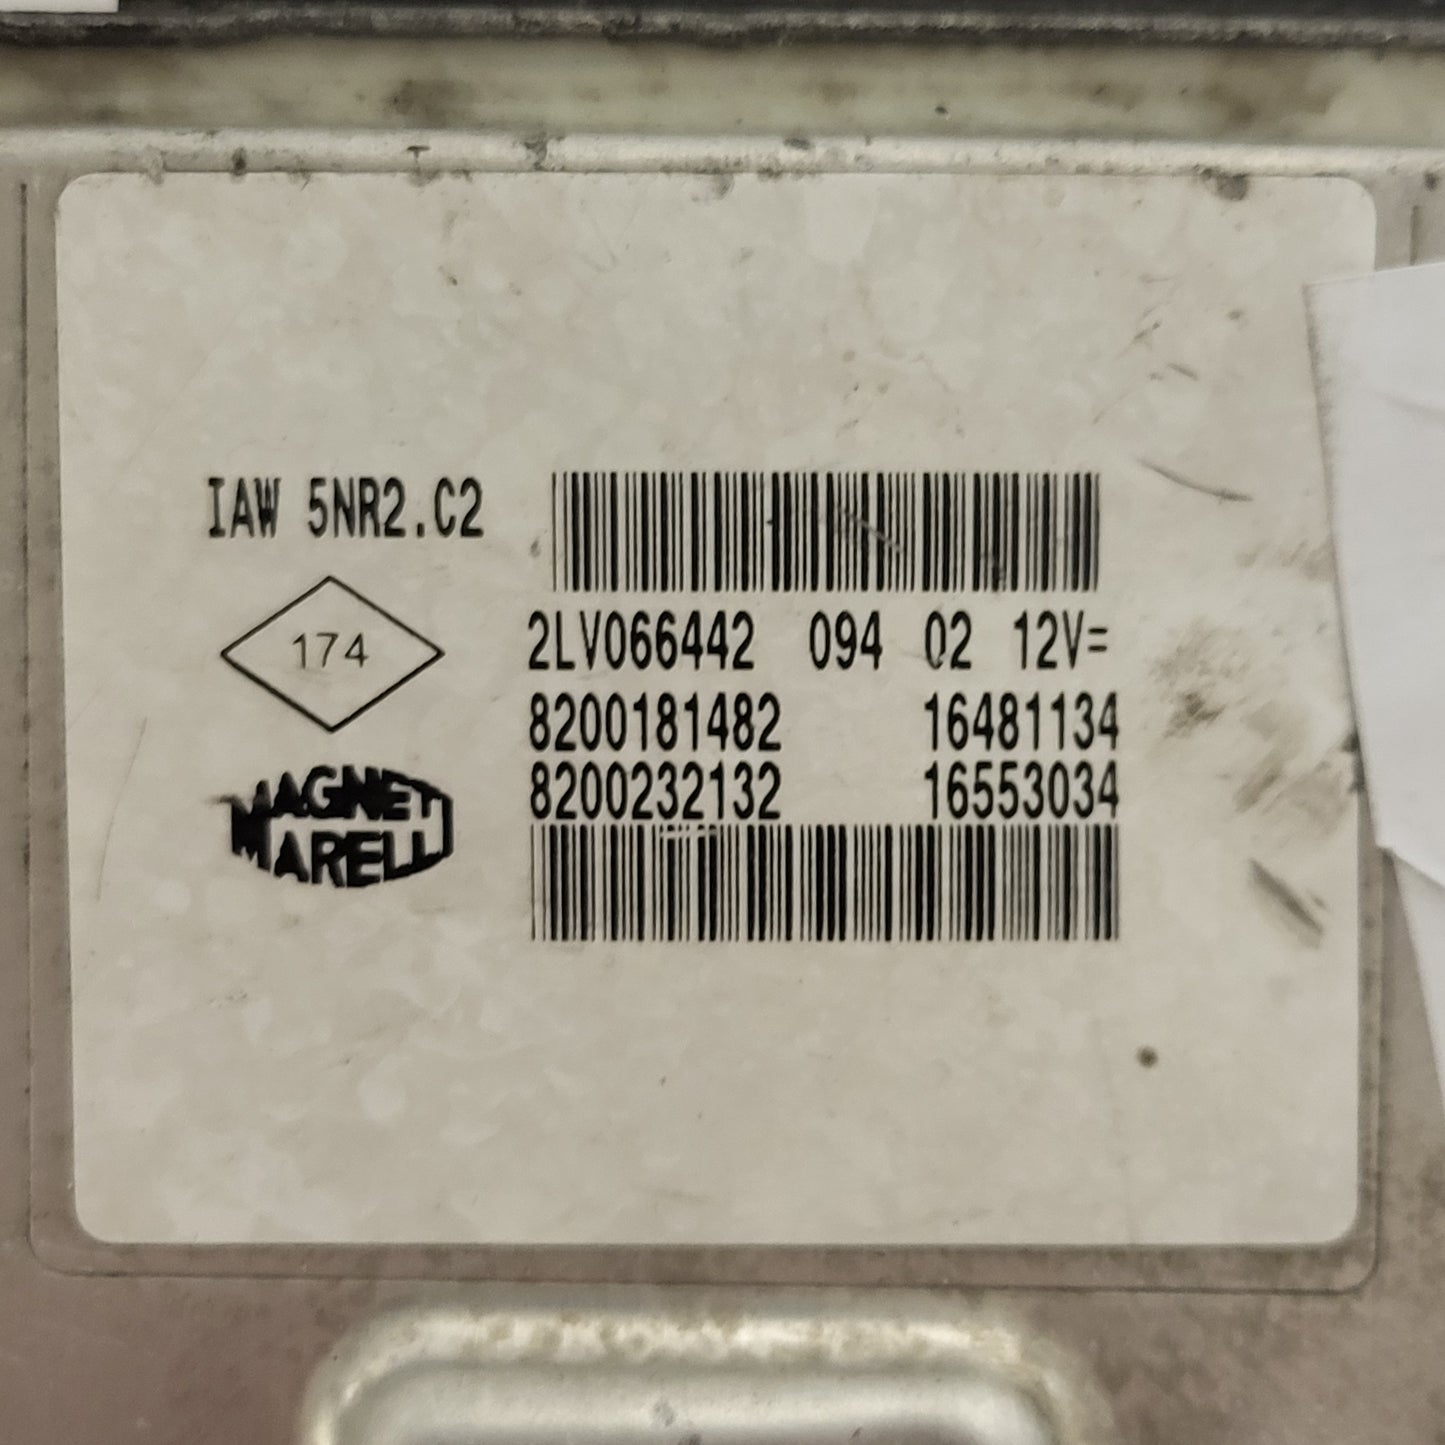 IAW 5NR2.C2
174
MAGNETI
MARELLI
2LV066442 094 02 12V=
8200181482 16481134
8200232132 16553034